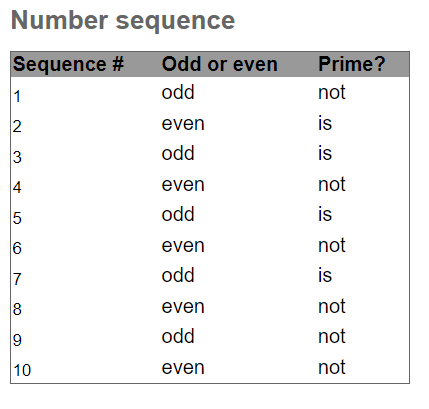 Number sequence
Sequence # Odd or even Prime?
1 odd not
2 even is
3 odd is
4 even not
5 odd is
6 even not
7 odd is
8 even not
9 odd not
10 even not